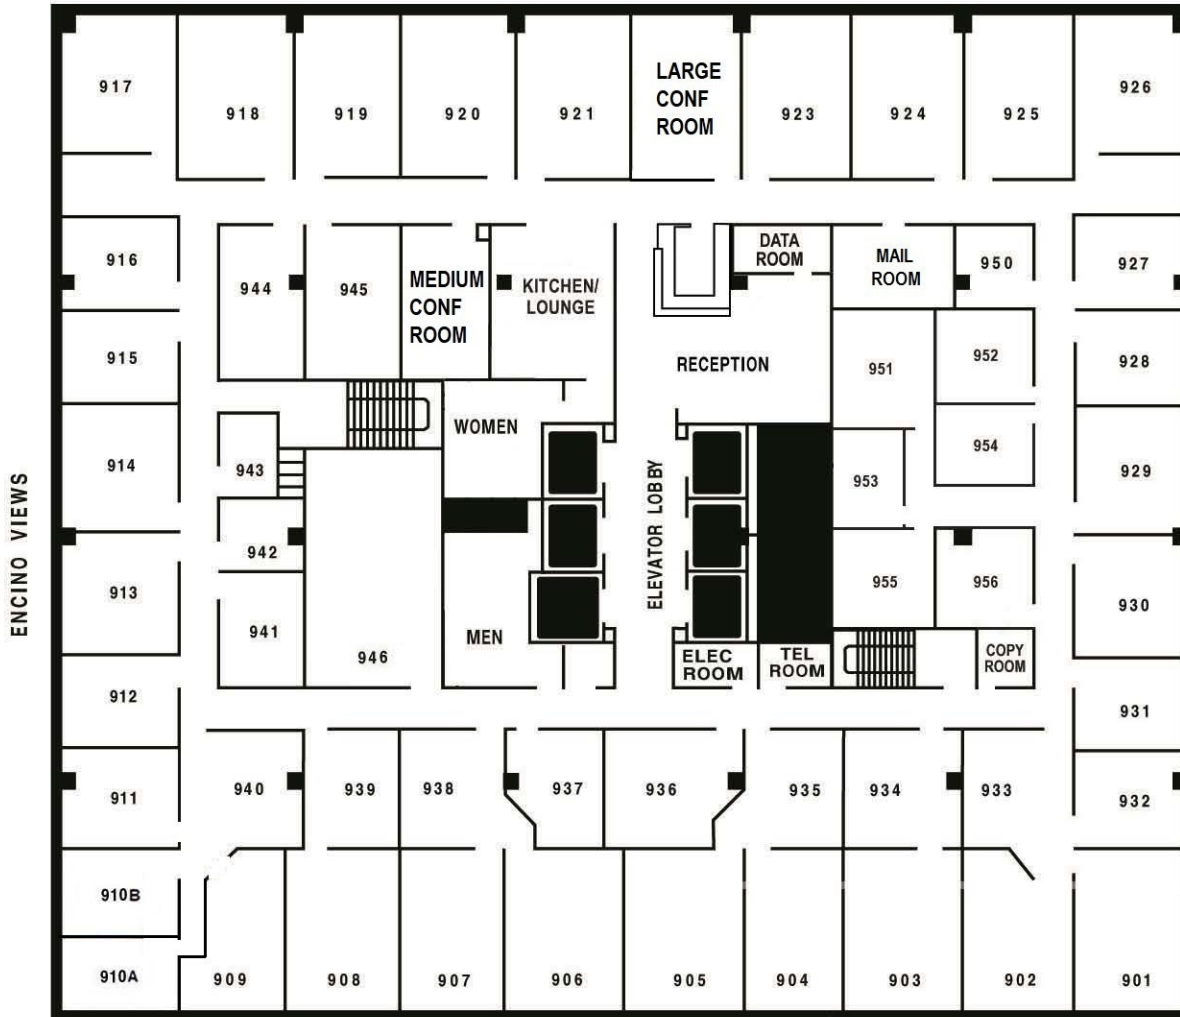 917
918
919
920
921
LARGE
CONF
ROOM
923
924
925
926
916
944
945
MEDIUM
CONF
ROOM
KITCHEN/
LOUNGE
DATA
ROOM
MAIL
ROOM
950
927
915
RECEPTION
951
952
928
914
943
WOMEN
ELEVATOR LOBBY
953
954
929
ENCINO VIEWS
942
913
941
946
MEN
955
956
930
912
ELEC
ROOM
TEL
ROOM
COPY
ROOM
931
911
940
939
938
937
936
935
934
933
932
910B
910A
909
908
907
906
905
904
903
902
901